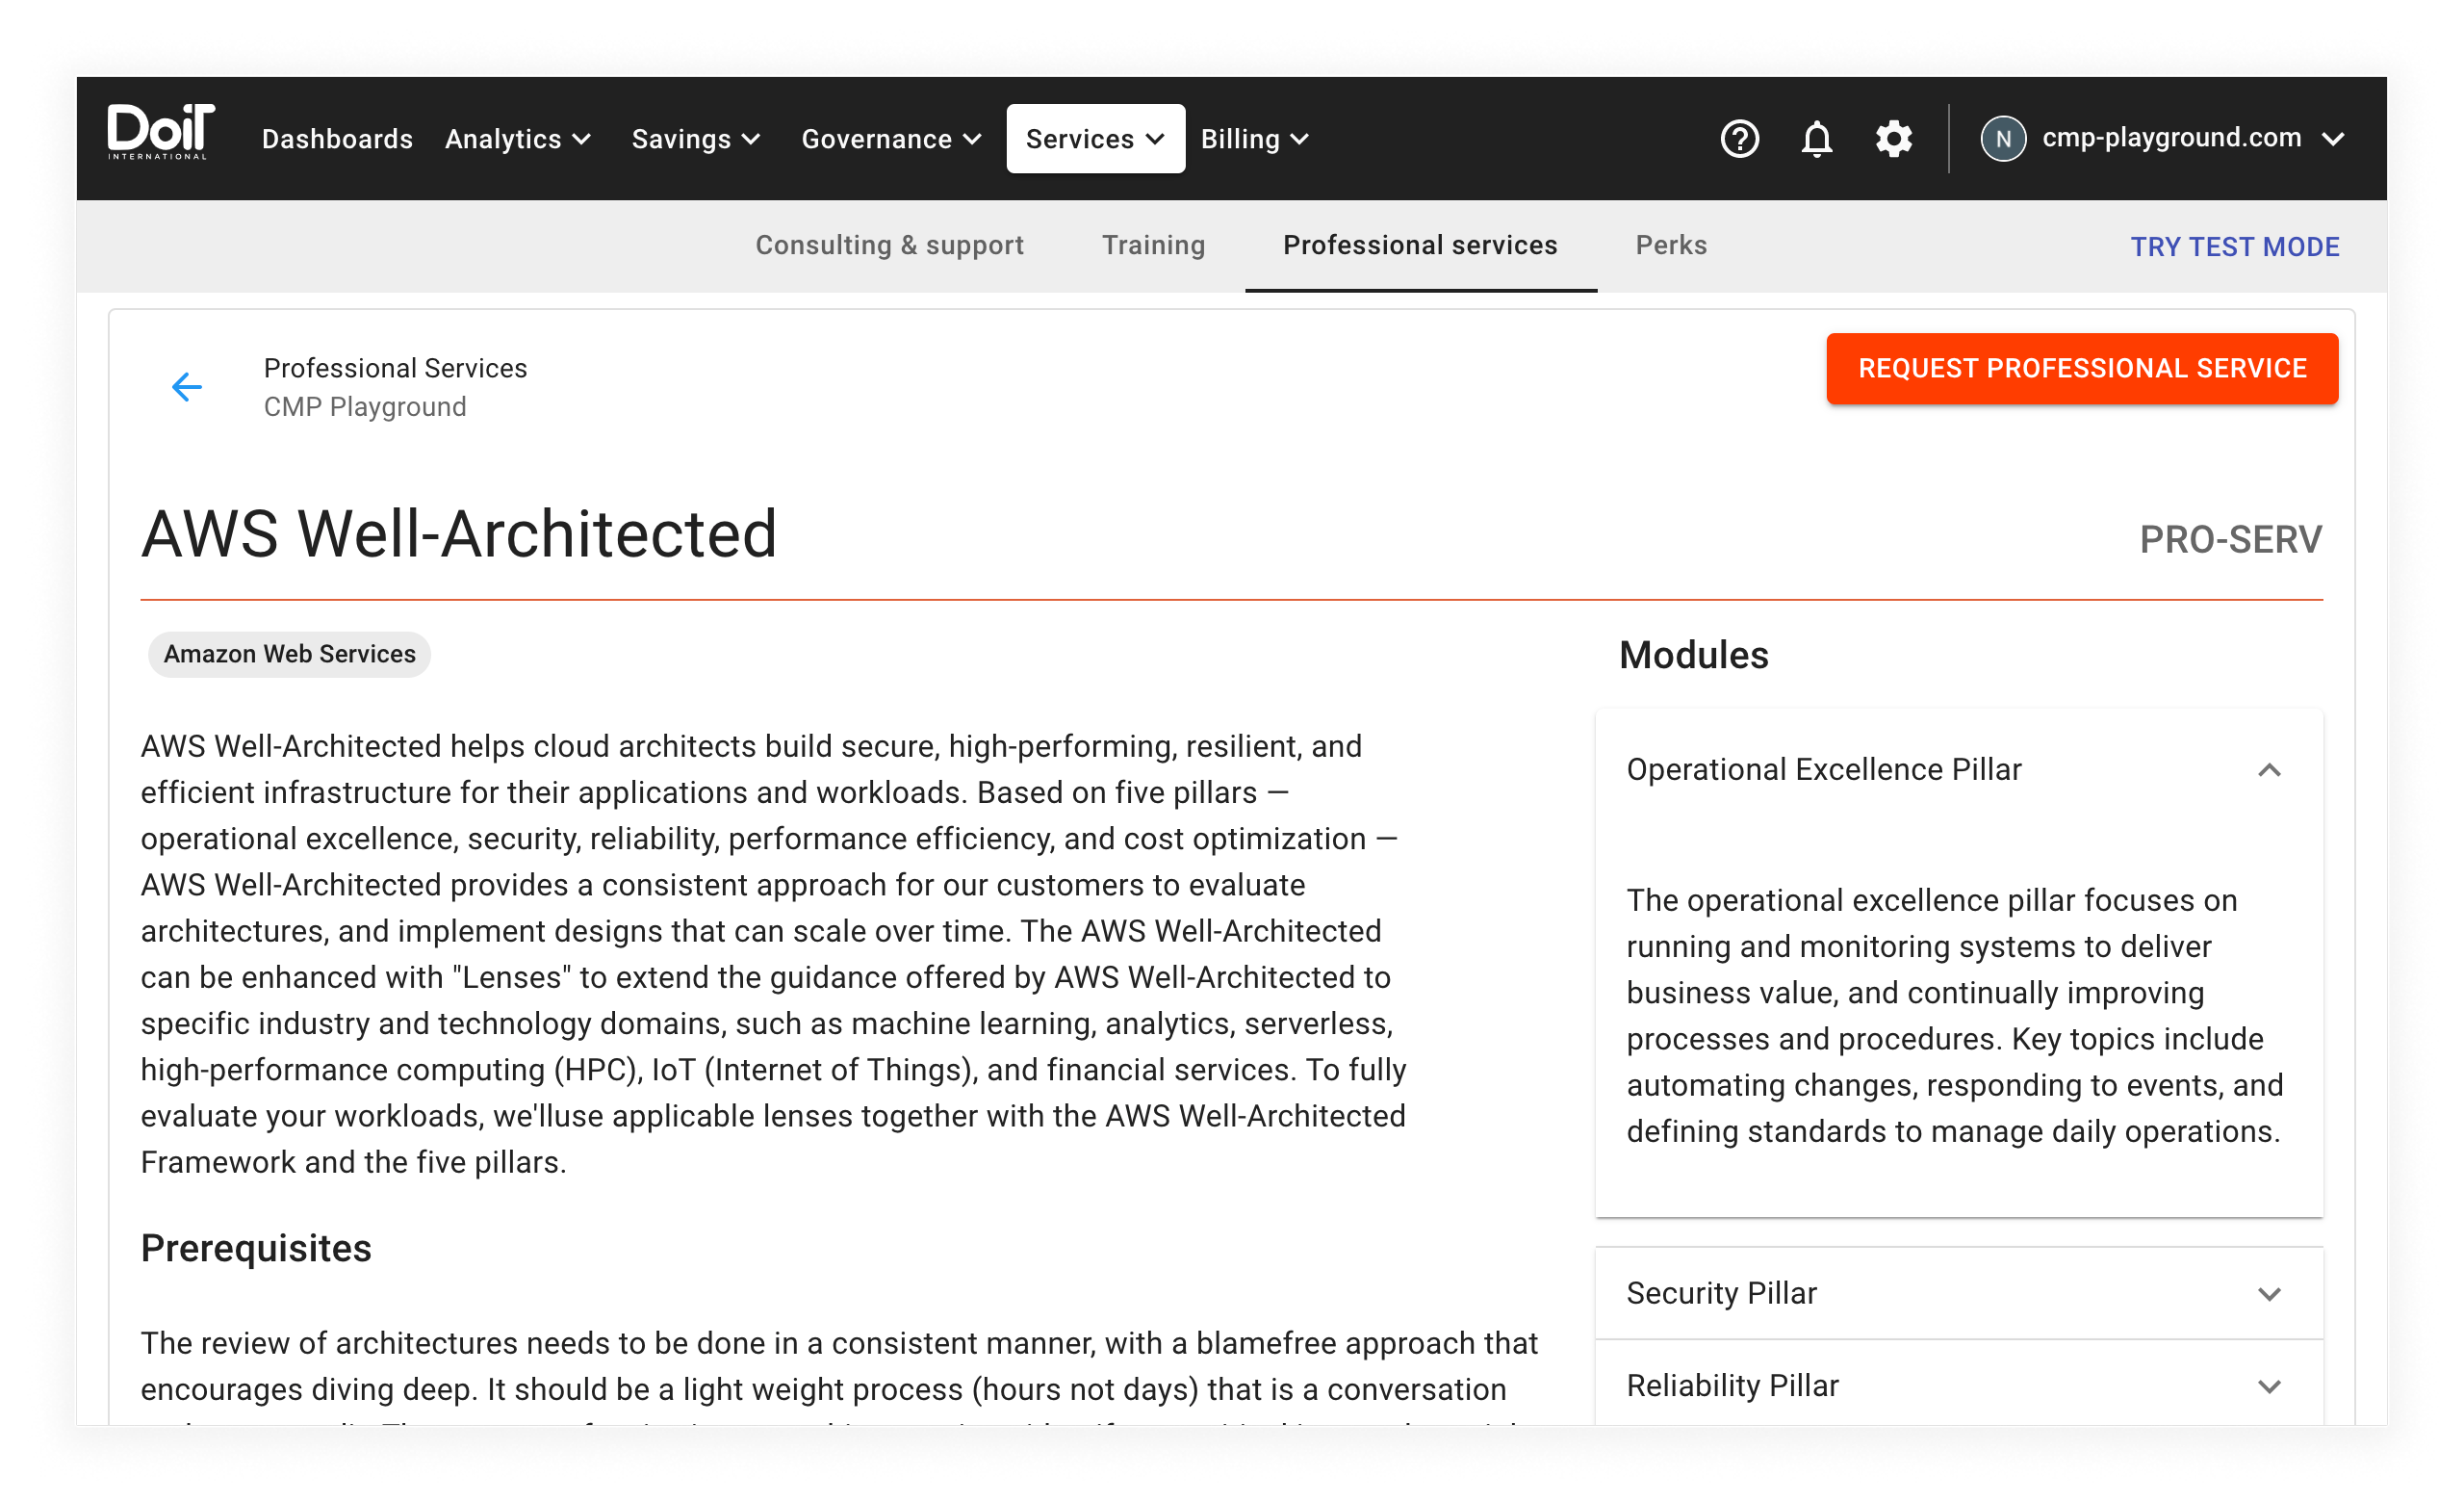 DoiT
INTERNATIONAL
Dashboards
Analytics
Savings
Governance
Services
Billing
N
cmp-playground.com
Consulting & support
Training
Professional services
Perks
TRY TEST MODE
Professional Services
CMP Playground
REQUEST PROFESSIONAL SERVICE
AWS Well-Architected
PRO-SERV
Amazon Web Services
AWS Well-Architected helps cloud architects build secure, high-performing, resilient, and
efficient infrastructure for their applications and workloads. Based on five pillars —
operational excellence, security, reliability, performance efficiency, and cost optimization —
AWS Well-Architected provides a consistent approach for our customers to evaluate
architectures, and implement designs that can scale over time. The AWS Well-Architected
can be enhanced with "Lenses" to extend the guidance offered by AWS Well-Architected to
specific industry and technology domains, such as machine learning, analytics, serverless,
high-performance computing (HPC), IoT (Internet of Things), and financial services. To fully
evaluate your workloads, we'lluse applicable lenses together with the AWS Well-Architected
Framework and the five pillars.
Prerequisites
The review of architectures needs to be done in a consistent manner, with a blamefree approach that
encourages diving deep. It should be a light weight process (hours not days) that is a conversation
Modules
Operational Excellence Pillar
The operational excellence pillar focuses on
running and monitoring systems to deliver
business value, and continually improving
processes and procedures. Key topics include
automating changes, responding to events, and
defining standards to manage daily operations.
Security Pillar
Reliability Pillar